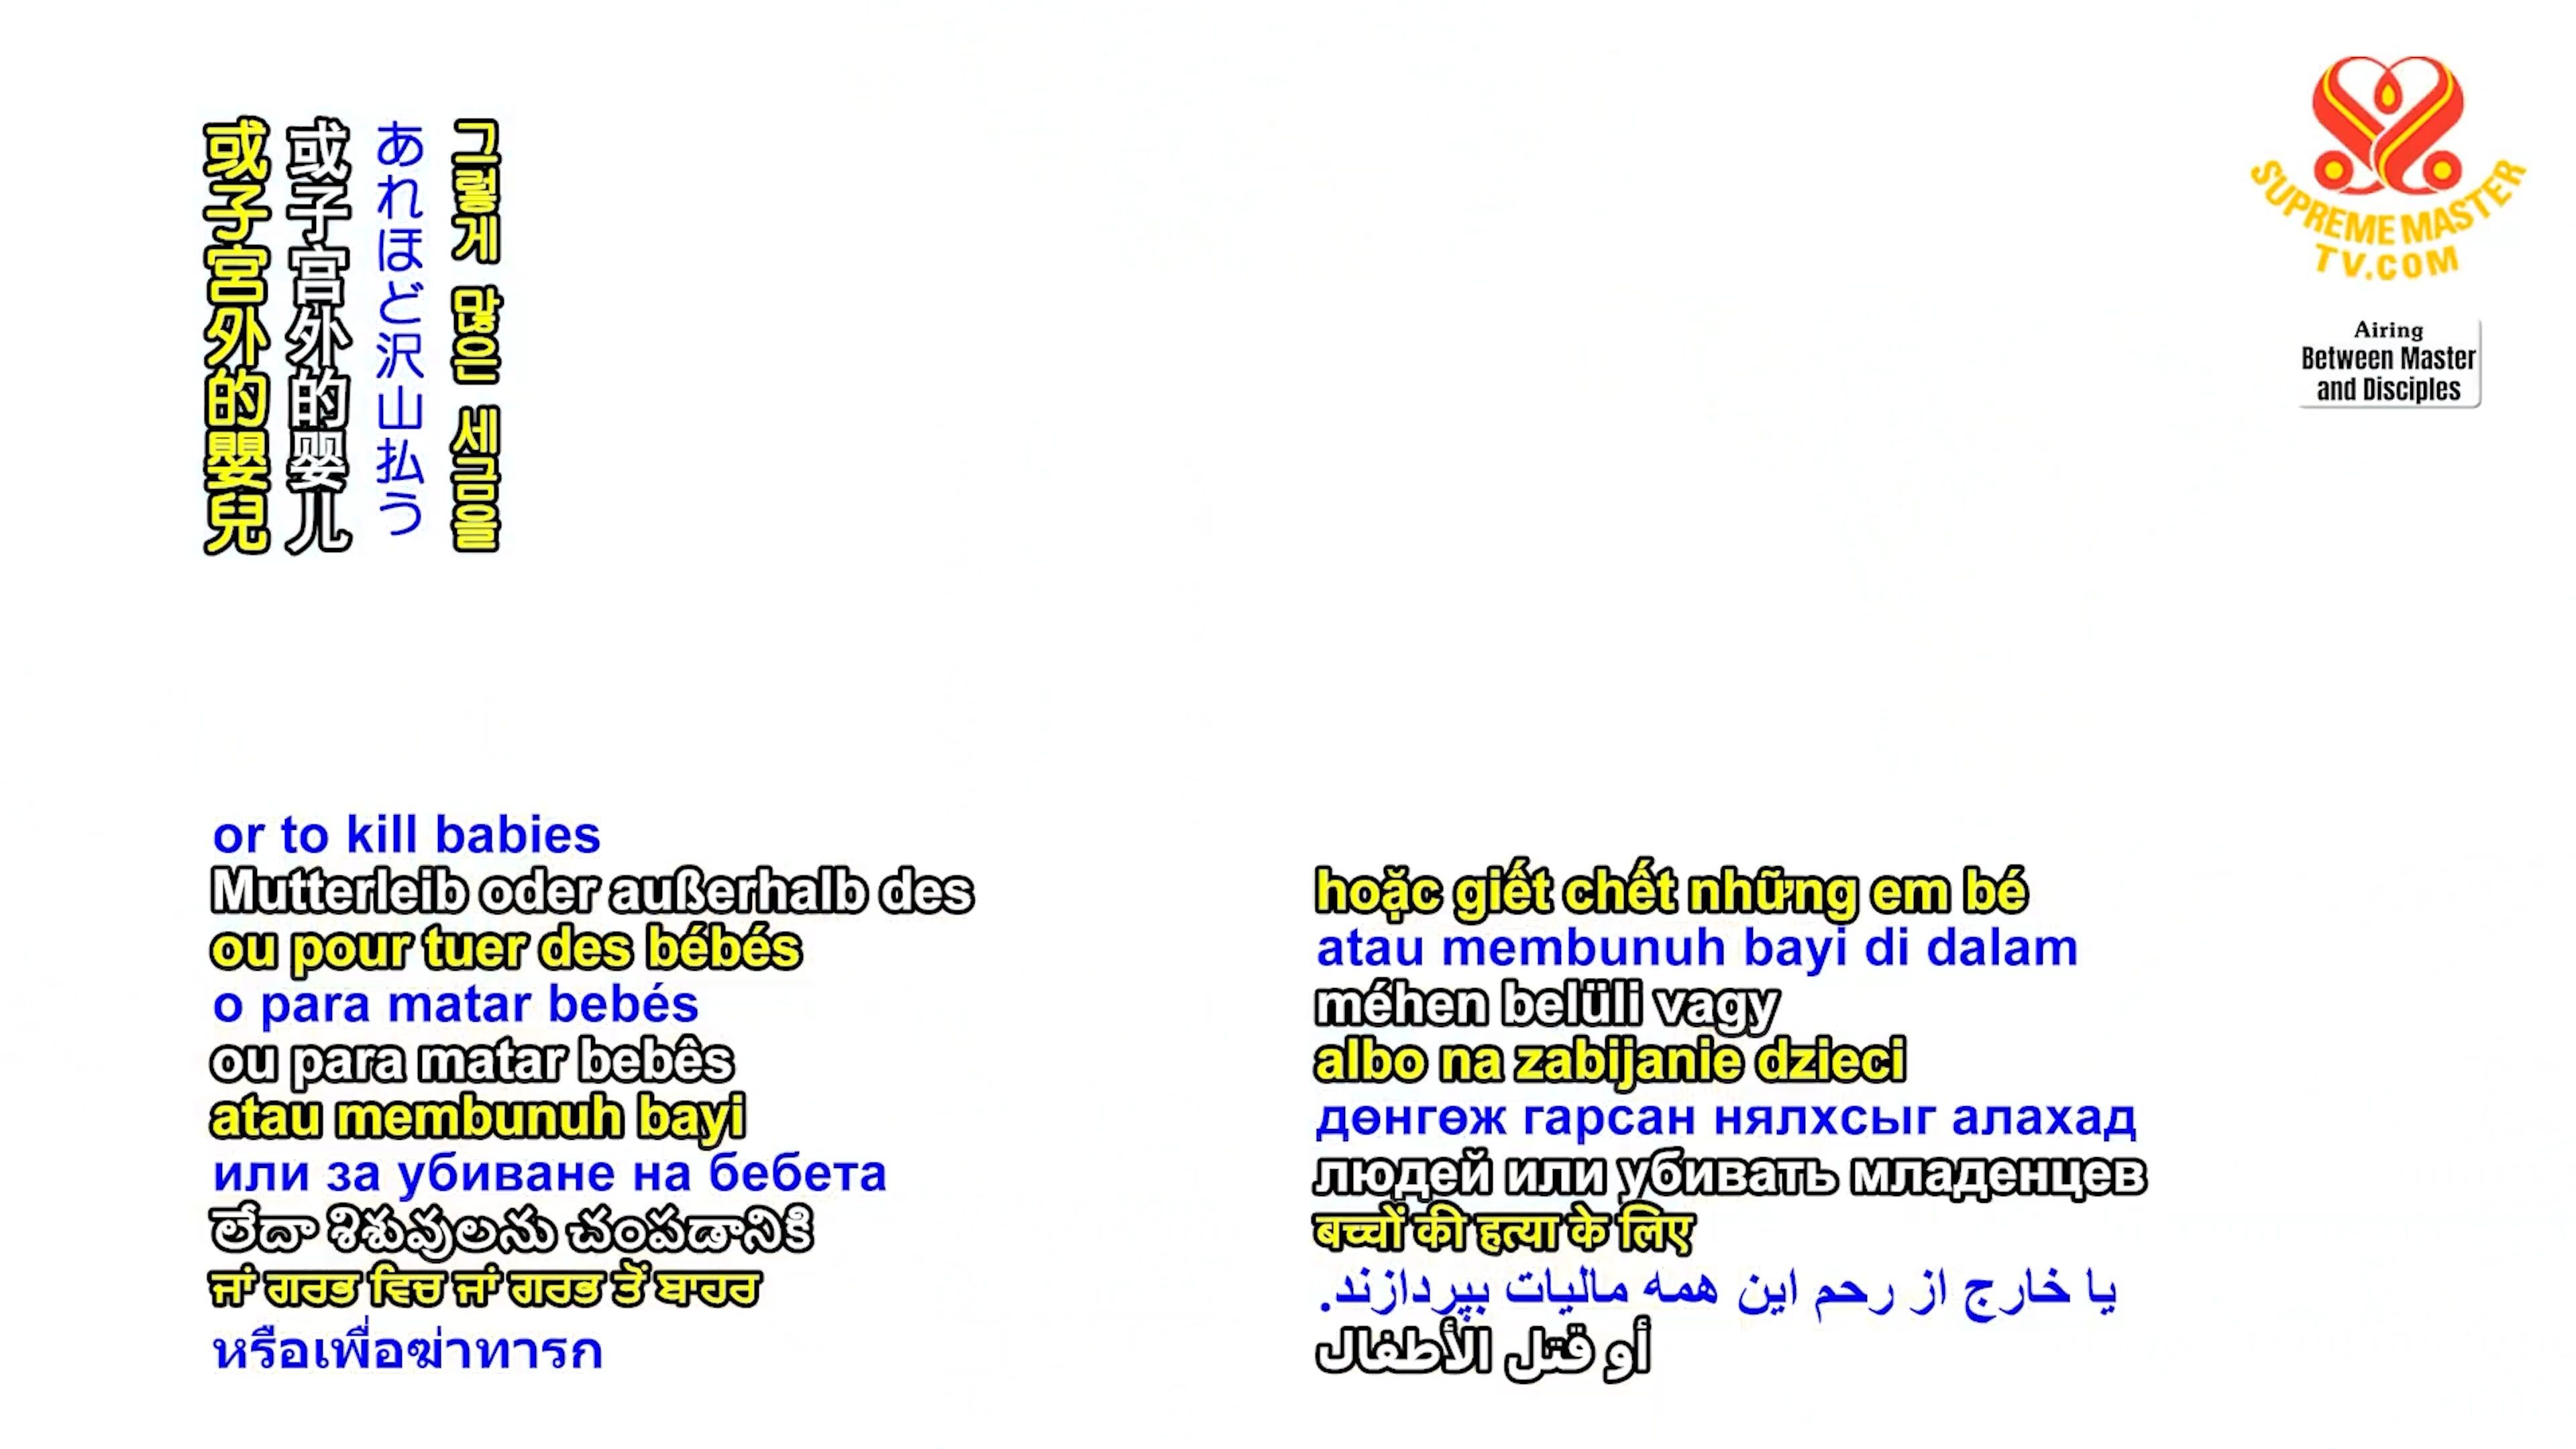 或子宮外的嬰兒
或子宫外的婴儿
あれほど沢山払う
그렇게 많은 세금을
SUPREME MASTER
TV.COM
Airing
Between Master
and Disciples
or to kill babies
Mutterleib oder außerhalb des
ou pour tuer des bébés
o para matar bebés
ou para matar bebês
atau membunuh bayi
или за убиване на бебета
లేదా శిశువులను చంపడానికి
ਜਾਂ ਗਰਭ ਵਿਚ ਜਾਂ ਗਰਭ ਤੋਂ ਬਾਹਰ
หรือเพื่อฆ่าทารก
hoặc giết chết những em bé
atau membunuh bayi di dalam
méhen belüli vagy
albo na zabijanie dzieci
дөнгөж гарсан нялхсыг алахад
людей или убивать младенцев
बच्चों की हत्या के लिए
یا خارج از رحم این همه مالیات بپردازند.
أو قتل الأطفال